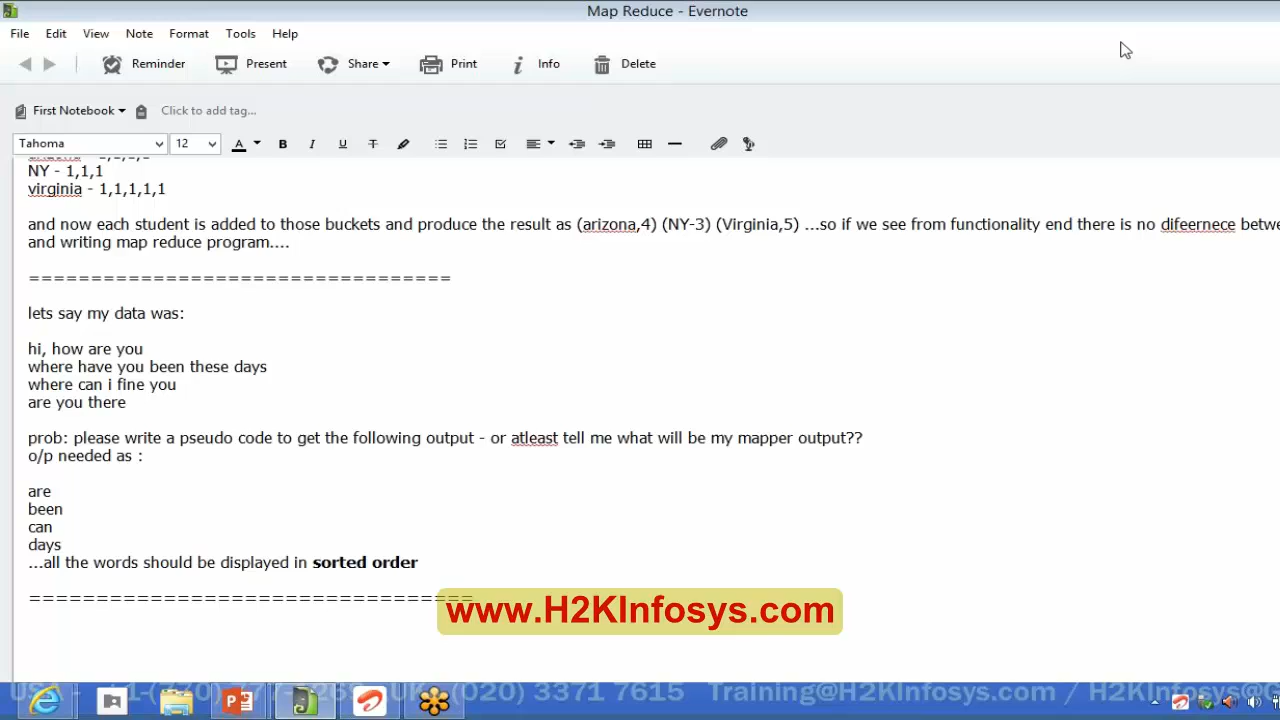 Map Reduce - Evernote
File Edit View Note Format Tools Help
Reminder Present Share Print Info Delete
First Notebook Click to add tag...
Tahoma 12 A B I U T
NY - 1,1,1
virginia - 1,1,1,1,1
and now each student is added to those buckets and produce the result as (arizona,4) (NY-3) (Virginia,5) ...so if we see from functionality end there is no difeernece
and writing map reduce program....
================================
lets say my data was:
hi, how are you
where have you been these days
where can i fine you
are you there
prob: please write a pseudo code to get the following output - or atleast tell me what will be my mapper output??
o/p needed as :
are
been
can
days
...all the words should be displayed in sorted order
==================================
www.H2KInfosys.com
UK (020) 3371 7615 Training@H2KInfosys.com /